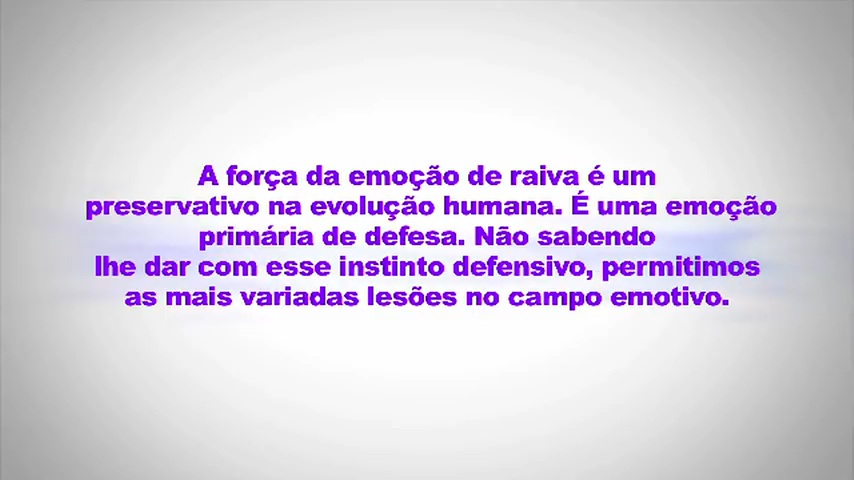 A força da emoção de raiva é um
preservativo na evolução humana. É uma emoção
primária de defesa. Não sabendo
lhe dar com esse instinto defensivo, permitimos
as mais variadas lesões no campo emotivo.